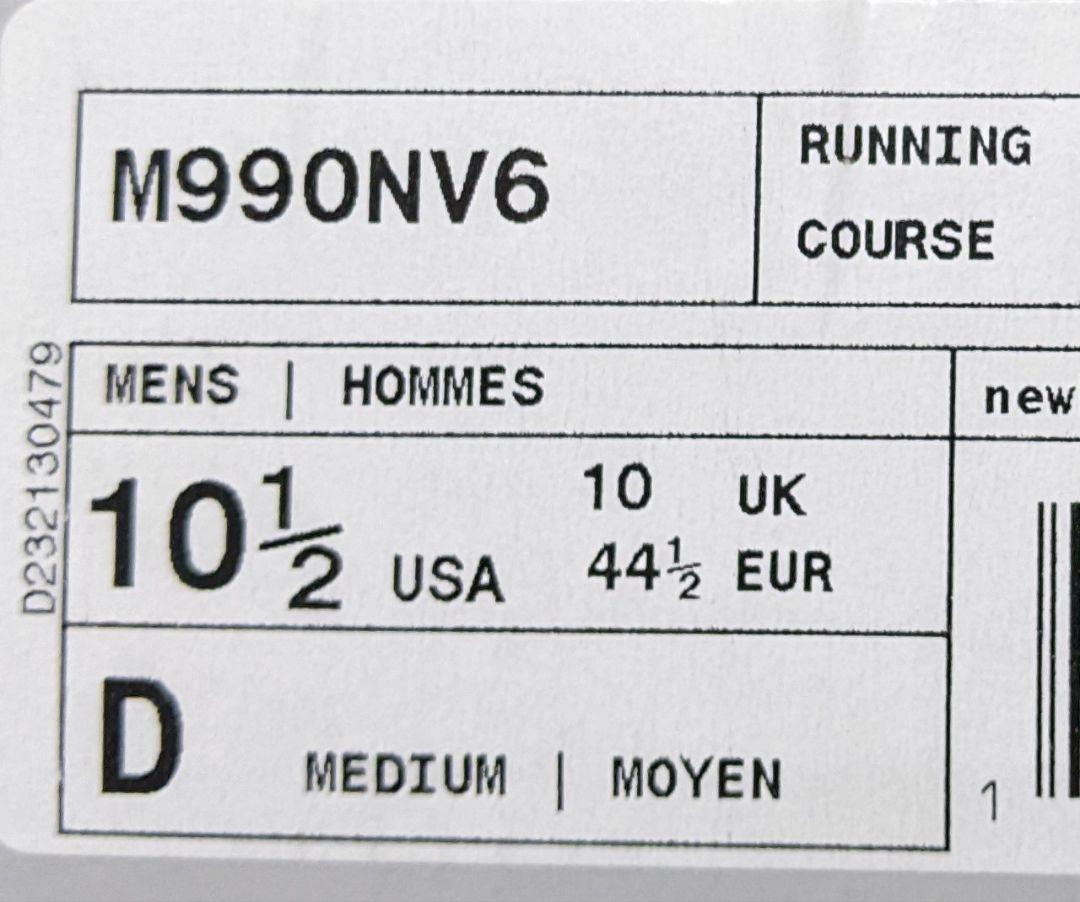 M990NV6
RUNNING
COURSE
D232130479
MENS | HOMMES
new
10½ USA
10 UK
44½ EUR
D MEDIUM | MOYEN
1